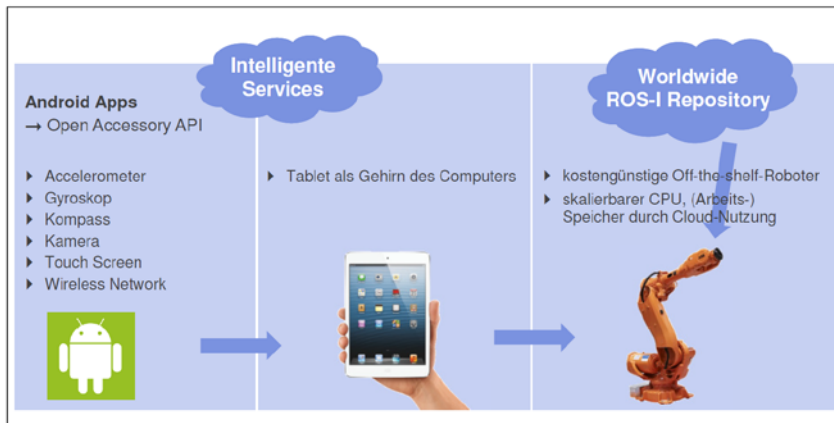 Intelligente
Services
Worldwide
ROS-I Repository
Android Apps
→ Open Accessory API
Accelerometer
Gyroskop
Kompass
Kamera
Touch Screen
Wireless Network
Tablet als Gehirn des Computers
kostengünstige Off-the-shelf-Roboter
skalierbarer CPU, (Arbeits-)
Speicher durch Cloud-Nutzung